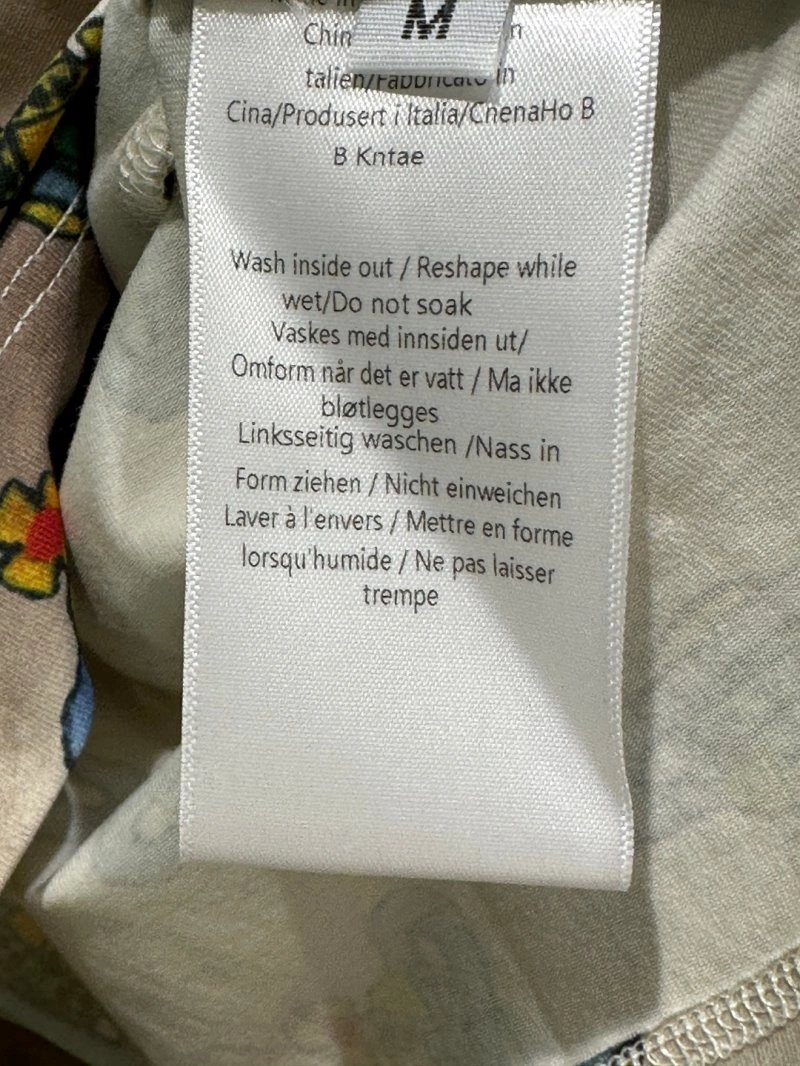 M
Chin
talien/Fabbricato in
Cina/Produsert i Italia/ChenaHo B
B Kntae
Wash inside out / Reshape while
wet/Do not soak
Vaskes med innsiden ut/
Omform når det er vatt / Ma ikke
bløtlegges
Linksseitig waschen /Nass in
Form ziehen / Nicht einweichen
Laver à l'envers / Mettre en forme
lorsqu'humide / Ne pas laisser
trempe